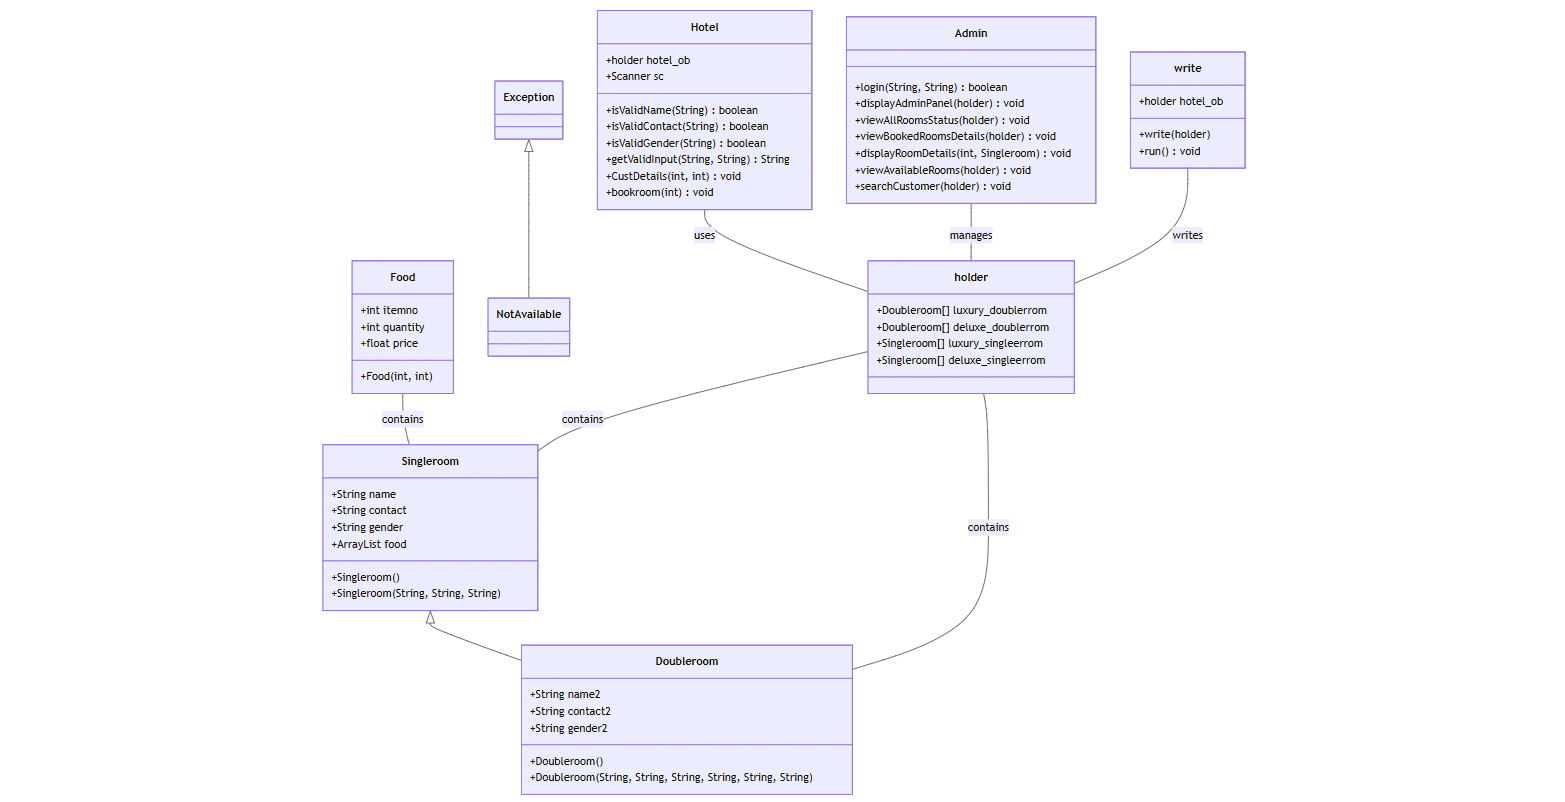 Hotel
+holder hotel_ob
+Scanner sc
+isValidName(String) : boolean
+isValidContact(String) : boolean
+isValidGender(String) : boolean
+getValidInput(String, String) : String
+CustDetails(int, int) : void
+bookroom(int) : void
Admin
+login(String, String) : boolean
+displayAdminPanel(holder) : void
+viewAllRoomsStatus(holder) : void
+viewBookedRoomsDetails(holder) : void
+displayRoomDetails(int, Singleroom) : void
+viewAvailableRooms(holder) : void
+searchCustomer(holder) : void
write
+holder hotel_ob
+write(holder)
+run() : void
Exception
uses
manages
writes
Food
+int itemno
+int quantity
+float price
+Food(int, int)
NotAvailable
holder
+Doubleroom[] luxury_doublerrom
+Doubleroom[] deluxe_doublerrom
+Singleroom[] luxury_singleerrom
+Singleroom[] deluxe_singleerrom
contains
contains
Singleroom
+String name
+String contact
+String gender
+ArrayList food
+Singleroom()
+Singleroom(String, String, String)
contains
Doubleroom
+String name2
+String contact2
+String gender2
+Doubleroom()
+Doubleroom(String, String, String, String, String, String)